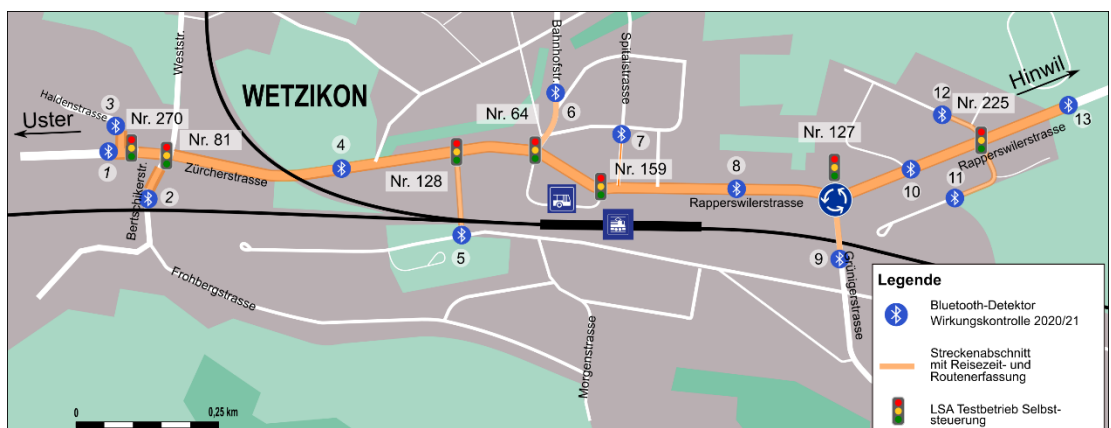 Uster
Haldenstrasse
3
Nr. 270
Nr. 81
Weststr.
WETZIKON
1
2
Bertschikerstr.
Zürcherstrasse
4
Nr. 128
5
Frohbergstrasse
Nr. 64
Bahnhofstr.
6
Spitalstrasse
7
Nr. 159
8
Rapperswilerstrasse
Morgenstrasse
Nr. 127
9
Grünigerstrasse
10
11
12
Nr. 225
Rapperswilerstrasse
13
Hinwil
Legende
Bluetooth-Detektor
Wirkungskontrolle 2020/21
Streckenabschnitt
mit Reisezeit- und
Routenerfassung
LSA Testbetrieb Selbst-
steuerung
0
0,25 km